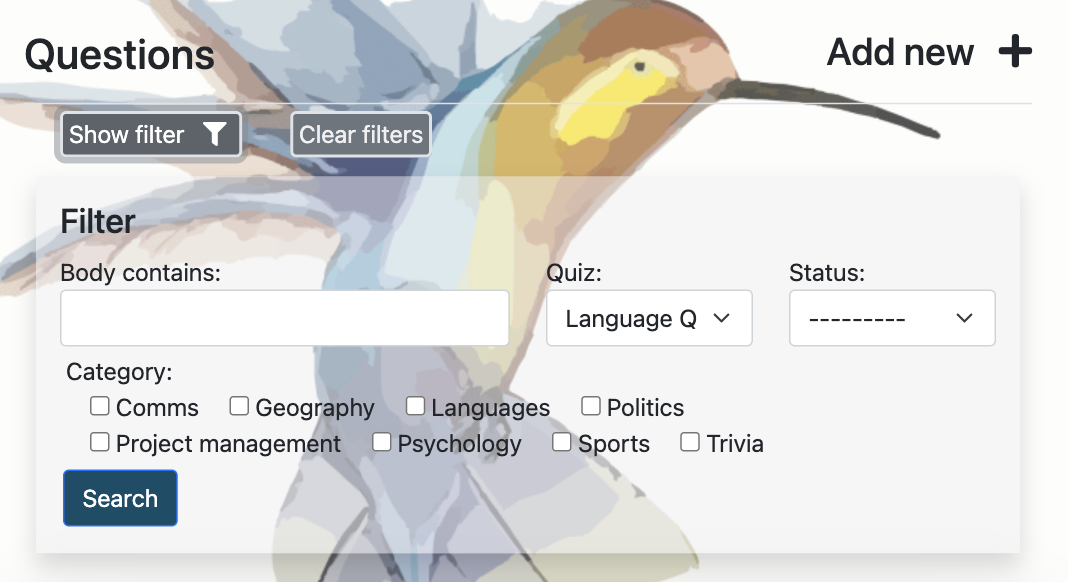 Questions
Add new
Show filter
Clear filters
Filter
Body contains:
Quiz:
Status:
Language Q
---------
Category:
Comms Geography Languages Politics
Project management Psychology Sports Trivia
Search